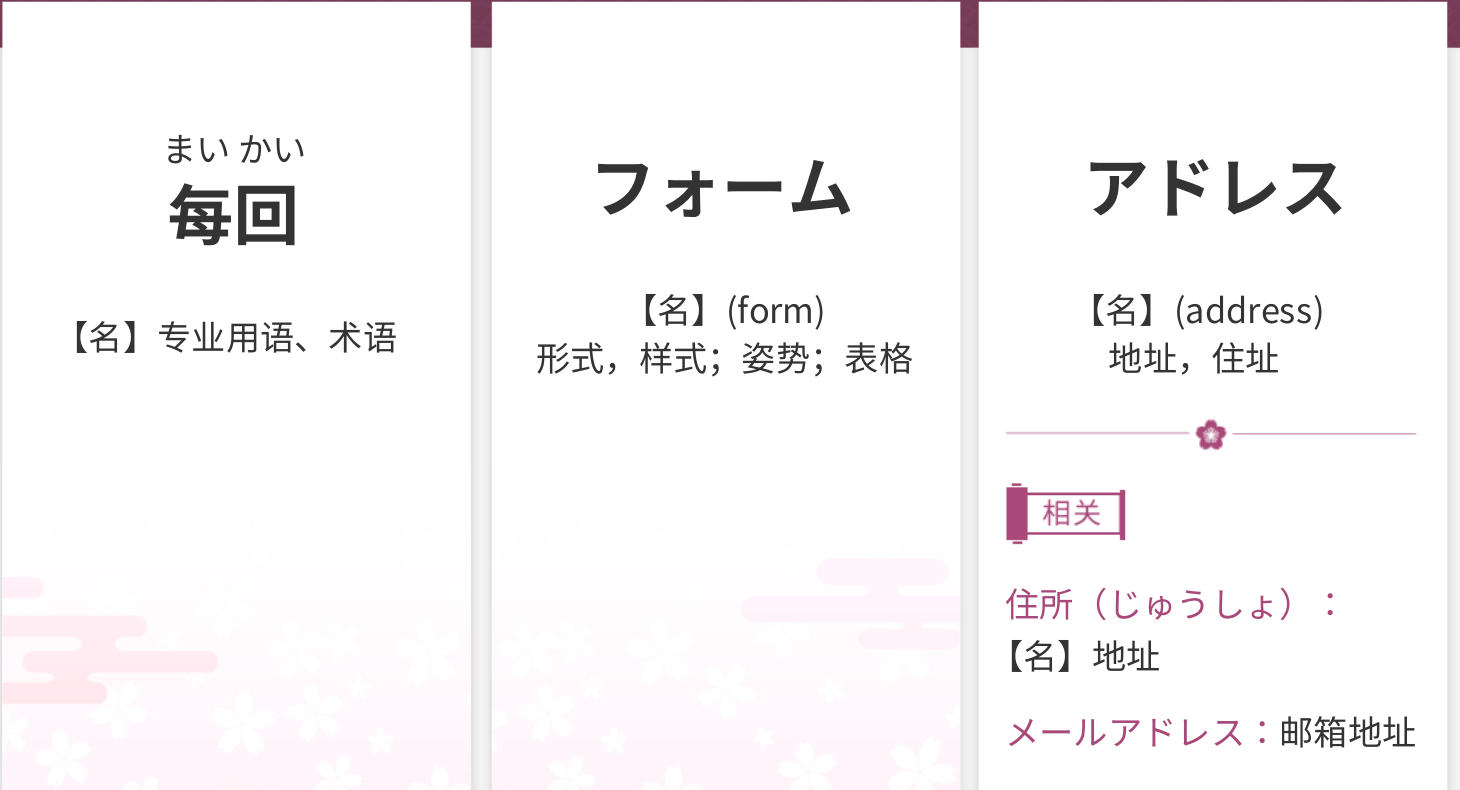 まい かい
毎回
【名】专业用语、术语
フォーム
【名】(form)
形式，样式；姿势；表格
アドレス
【名】(address)
地址，住址
相关
住所（じゅうしょ）：
【名】地址
メールアドレス：邮箱地址